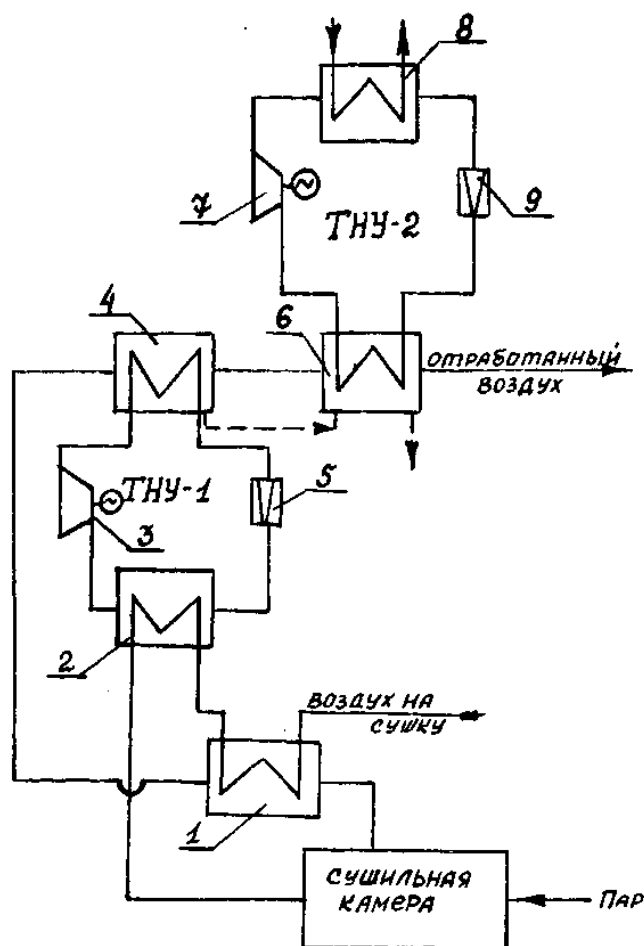 8
7
9
ТНУ-2
4
6
ОТРАБОТАННЫЙ
ВОЗДУХ
ТНУ-1
5
3
2
ВОЗДУХ НА
СУШКУ
1
СУШИЛЬНАЯ
КАМЕРА
ПАР